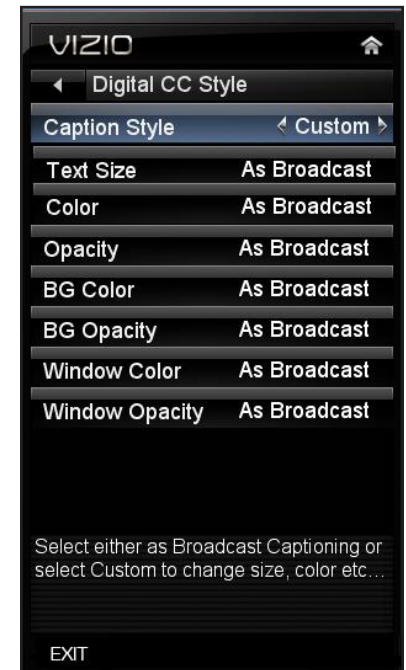 VIZIO
Digital CC Style
Caption Style Custom
Text Size As Broadcast
Color As Broadcast
Opacity As Broadcast
BG Color As Broadcast
BG Opacity As Broadcast
Window Color As Broadcast
Window Opacity As Broadcast
Select either as Broadcast Captioning or
select Custom to change size, color etc...
EXIT